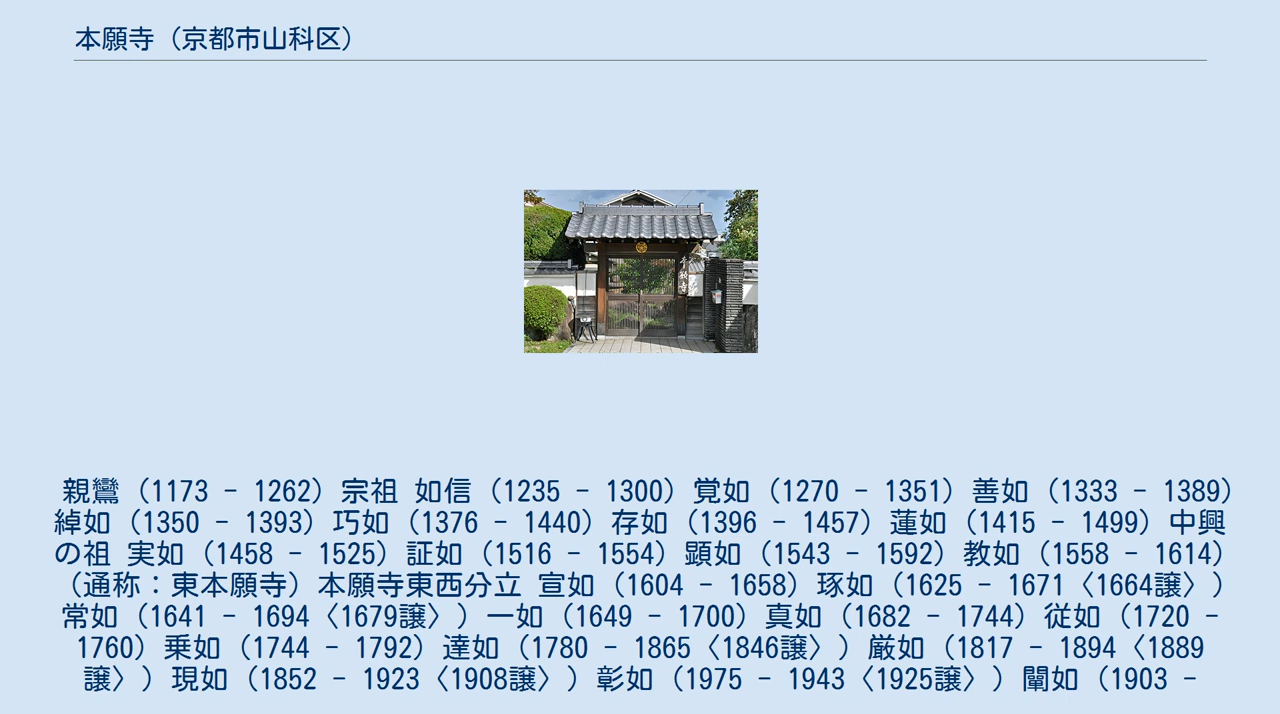 本願寺（京都市山科区）
親鸞（1173 - 1262）宗祖 如信（1235 - 1300）覚如（1270 - 1351）善如（1333 - 1389）
綽如（1350 - 1393）巧如（1376 - 1440）存如（1396 - 1457）蓮如（1415 - 1499）中興
の祖 実如（1458 - 1525）証如（1516 - 1554）顕如（1543 - 1592）教如（1558 - 1614）
（通称：東本願寺）本願寺東西分立 宣如（1604 - 1658）琢如（1625 - 1671〈1664譲〉）
常如（1641 - 1694〈1679譲〉）一如（1649 - 1700）真如（1682 - 1744）従如（1720 -
1760）乗如（1744 - 1792）達如（1780 - 1865〈1846譲〉）厳如（1817 - 1894〈1889
譲〉）現如（1852 - 1923〈1908譲〉）彰如（1975 - 1943〈1925譲〉）闡如（1903 -